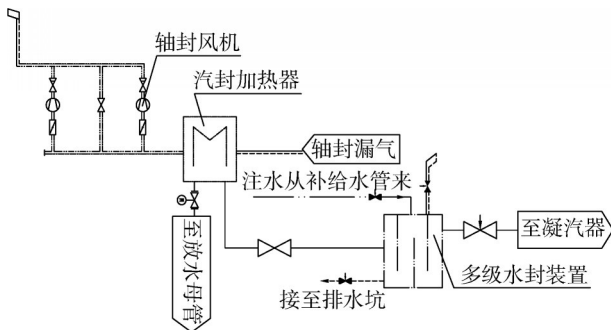 轴封风机
汽封加热器
轴封漏气
注水从补给水管来
至放水母管
至凝汽器
多级水封装置
接至排水坑